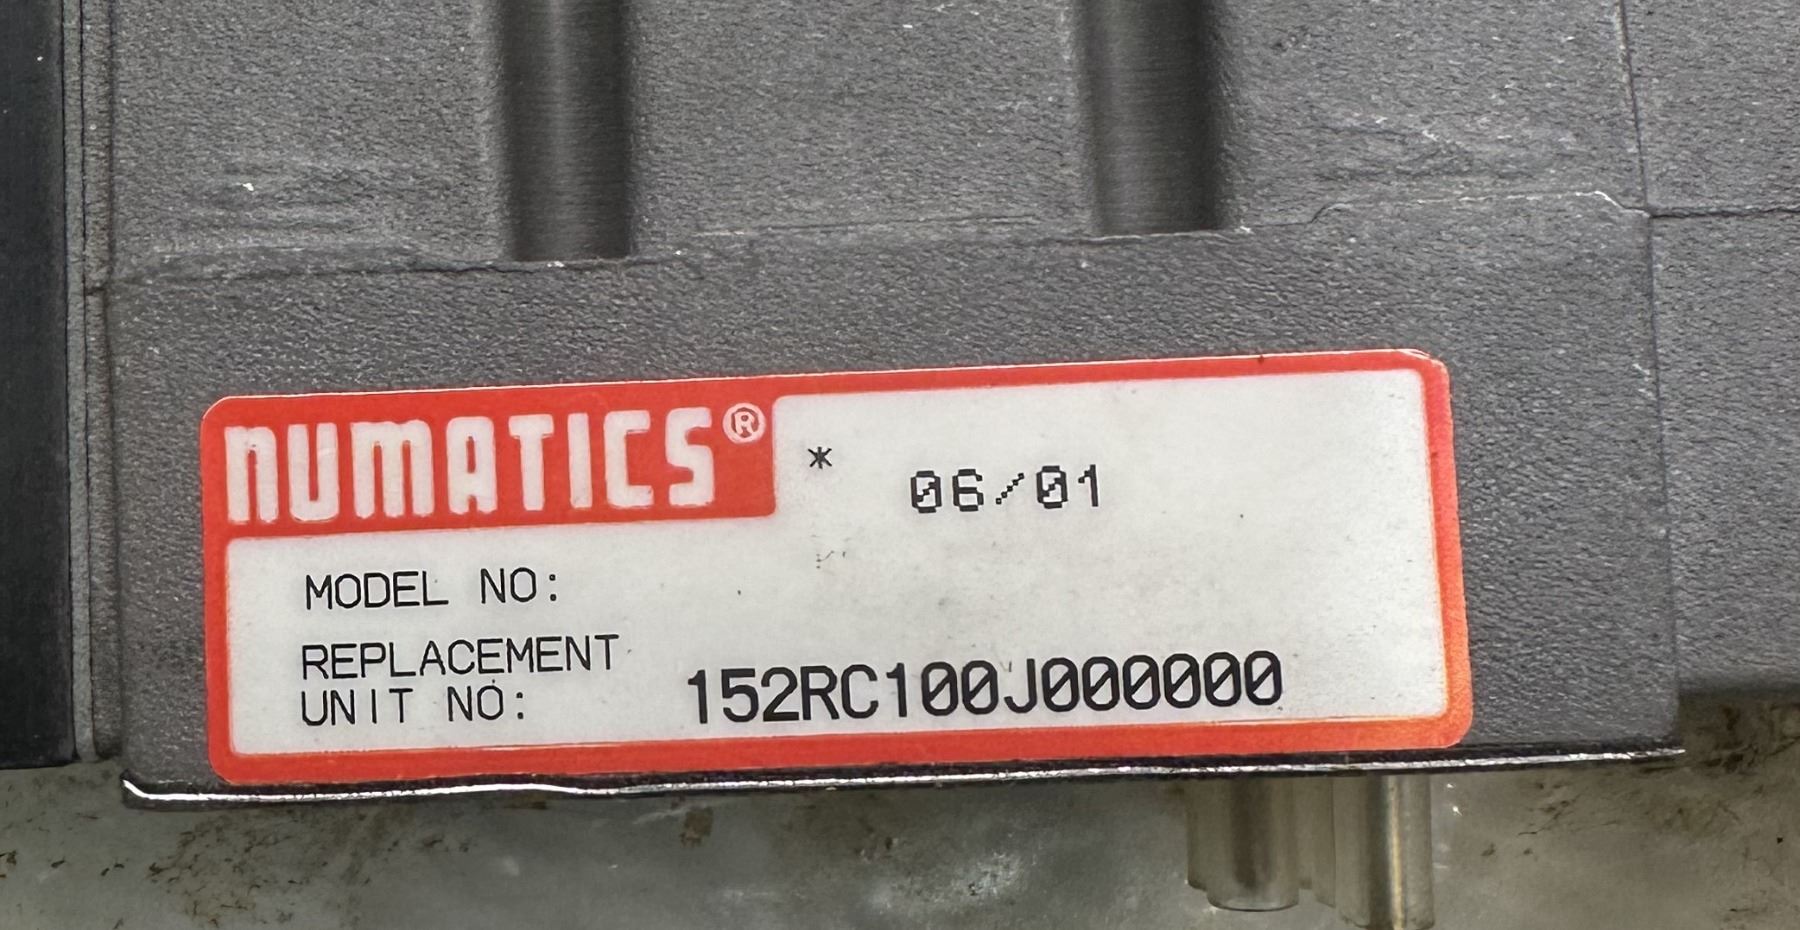 NUMATICS®
* 06/01
MODEL NO:
REPLACEMENT
UNIT NO: 152RC100J000000